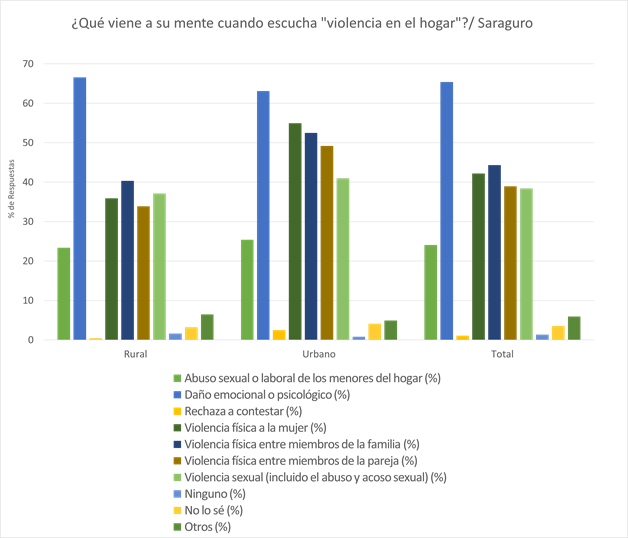 ¿Qué viene a su mente cuando escucha "violencia en el hogar"?/ Saraguro
70
60
50
40
30
20
10
0
% de Respuestas
Rural Urbano Total
Abuso sexual o laboral de los menores del hogar (%)
Daño emocional o psicológico (%)
Rechaza a contestar (%)
Violencia física a la mujer (%)
Violencia física entre miembros de la familia (%)
Violencia física entre miembros de la pareja (%)
Violencia sexual (incluido el abuso y acoso sexual) (%)
Ninguno (%)
No lo sé (%)
Otros (%)